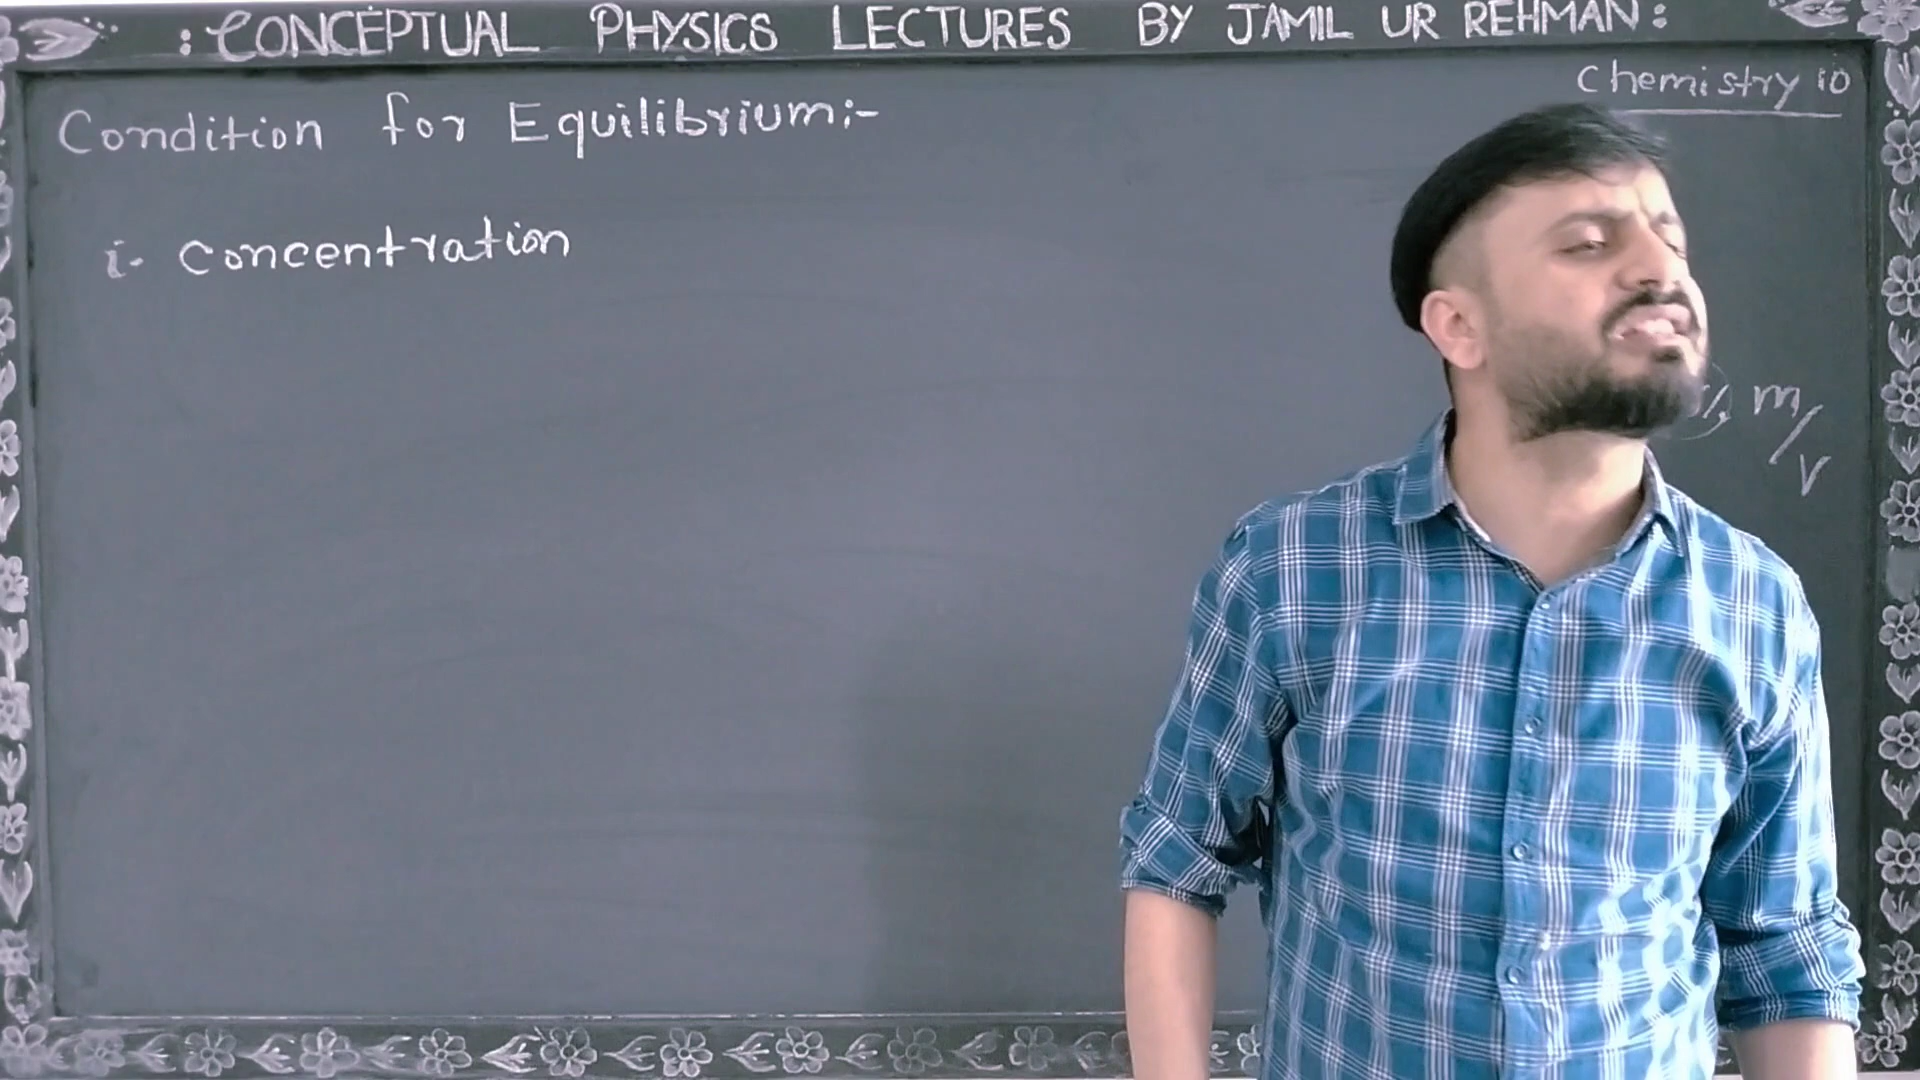 : CONCEPTUAL PHYSICS LECTURES BY JAMIL UR REHMAN :
Chemistry 10
Condition for Equilibrium:-
i. Concentration
% m/v